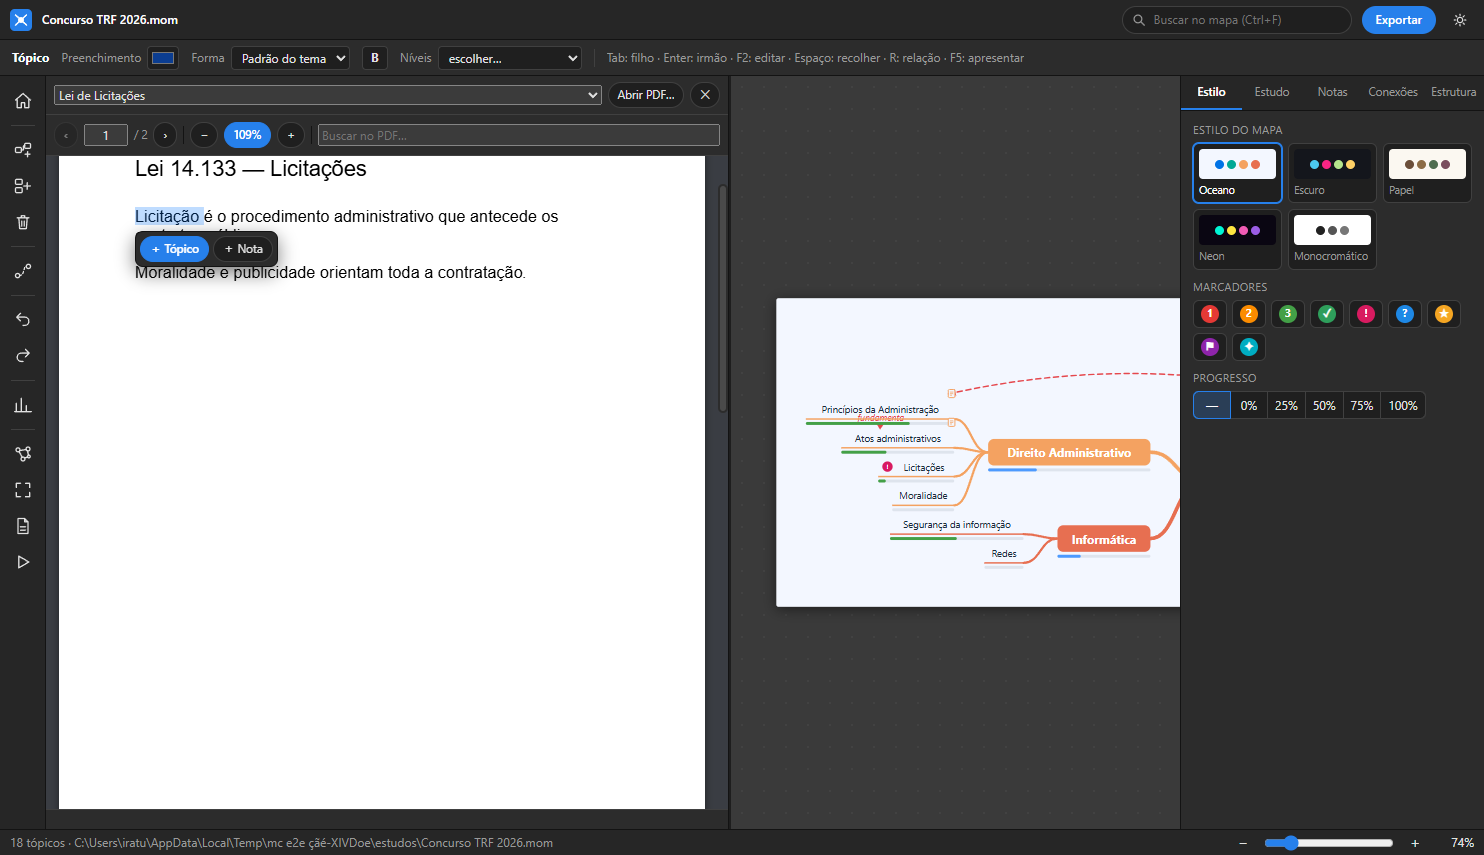 Concurso TRF 2026.mom
Buscar no mapa (Ctrl+F)
Exportar
Tópico
Preenchimento
Forma
Padrão do tema
B
Níveis
escolher...
Tab: filho · Enter: irmão · F2: editar · Espaço: recolher · R: relação · F5: apresentar
Lei de Licitações
Abrir PDF...
1
/ 2
109%
Buscar no PDF...
Lei 14.133 — Licitações
Licitação é o procedimento administrativo que antecede os
+ Tópico
+ Nota
Moralidade e publicidade orientam toda a contratação.
Princípios da Administração
fundamenta
Atos administrativos
! Licitações
Moralidade
Direito Administrativo
Segurança da informação
Redes
Informática
Estilo
Estudo
Notas
Conexões
Estrutura
ESTILO DO MAPA
Oceano
Escuro
Papel
Neon
Monocromático
MARCADORES
1 2 3 ! ?
PROGRESSO
— 0% 25% 50% 75% 100%
18 tópicos · C:\Users\iratu\AppData\Local\Temp\mc e2e çãé-XIVDoe\estudos\Concurso TRF 2026.mom
− + 74%